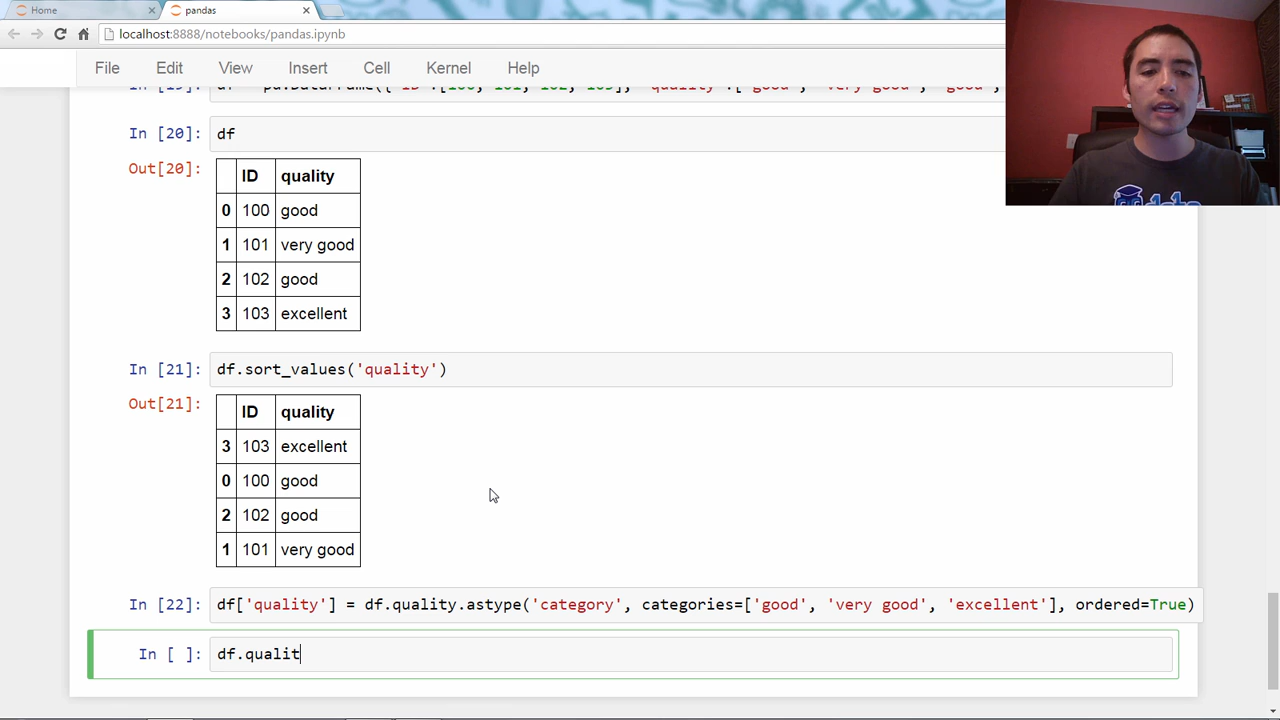 Home
pandas
localhost:8888/notebooks/pandas.ipynb
File Edit View Insert Cell Kernel Help
In [20]: df
Out[20]:
ID quality
0 100 good
1 101 very good
2 102 good
3 103 excellent
In [21]: df.sort_values('quality')
Out[21]:
ID quality
3 103 excellent
0 100 good
2 102 good
1 101 very good
In [22]: df['quality'] = df.quality.astype('category', categories=['good', 'very good', 'excellent'], ordered=True)
In [ ]: df.qualit